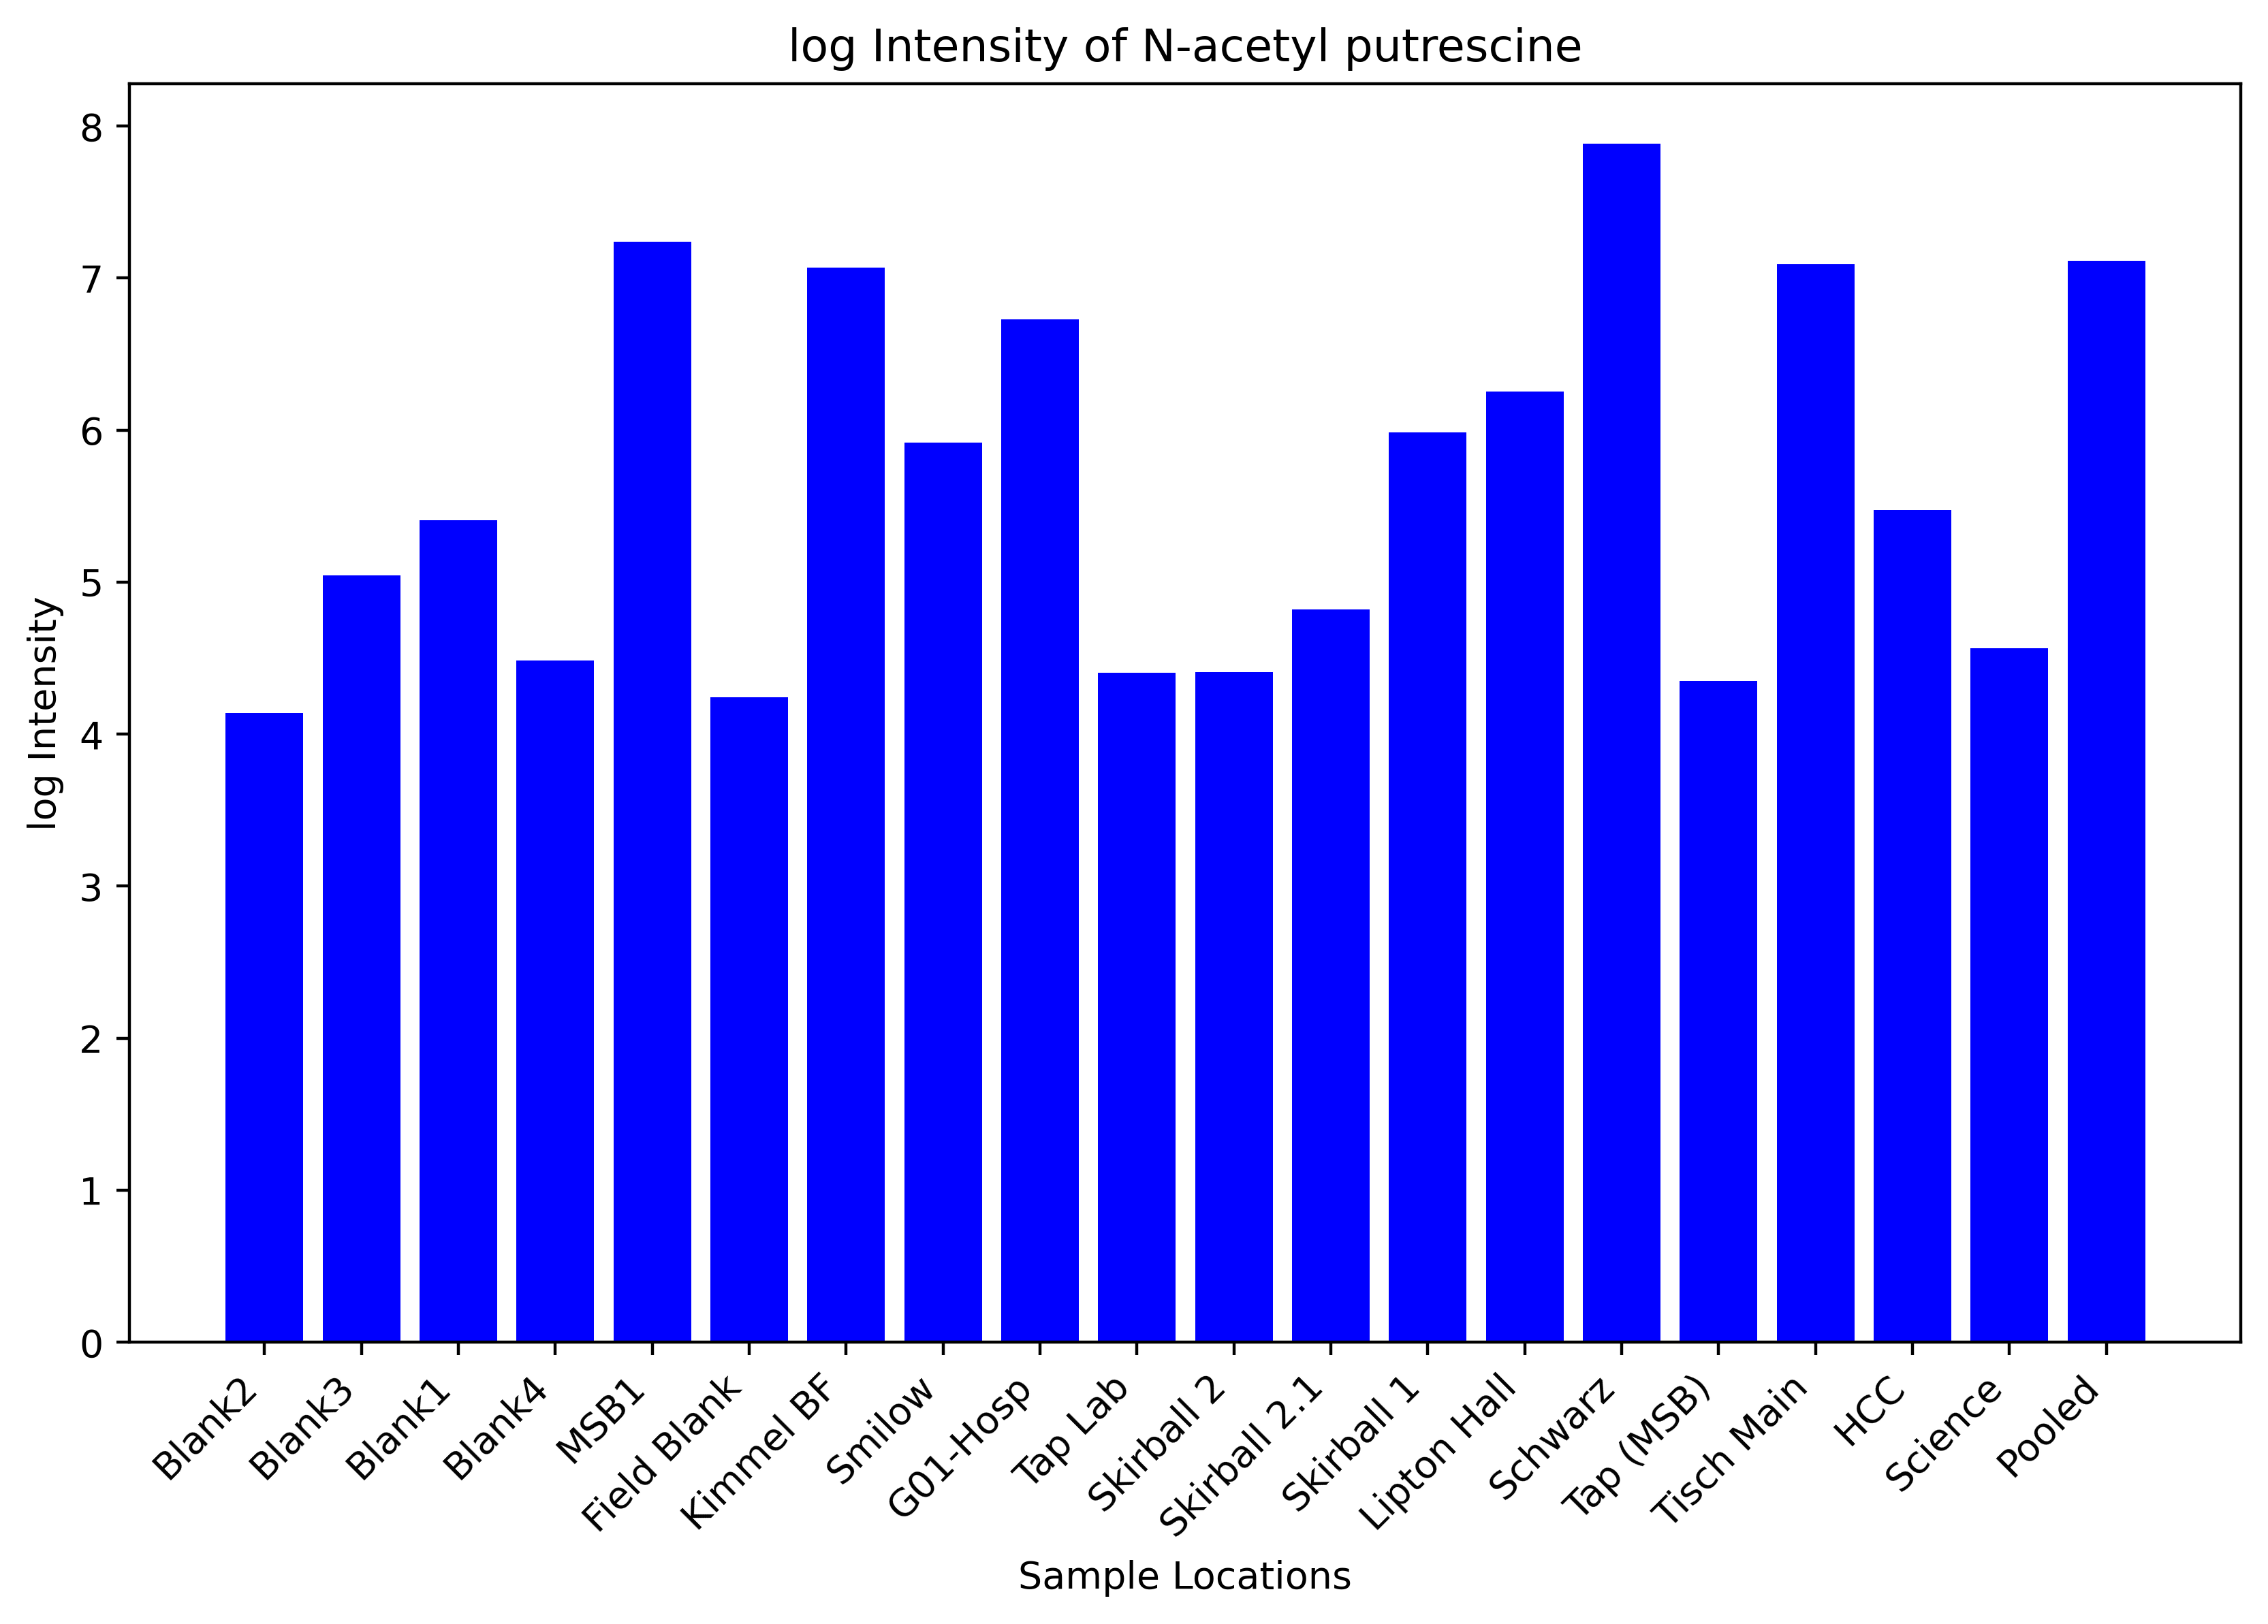 log Intensity of N-acetyl putrescine
log Intensity
8
7
6
5
4
3
2
1
0
Blank2
Blank3
Blank1
Blank4
MSB1
Field Blank
Kimmel BF
Smilow
G01-Hosp
Tap Lab
Skirball 2
Skirball 2.1
Skirball 1
Lipton Hall
Schwarz
Tap (MSB)
Tisch Main
HCC
Science
Pooled
Sample Locations